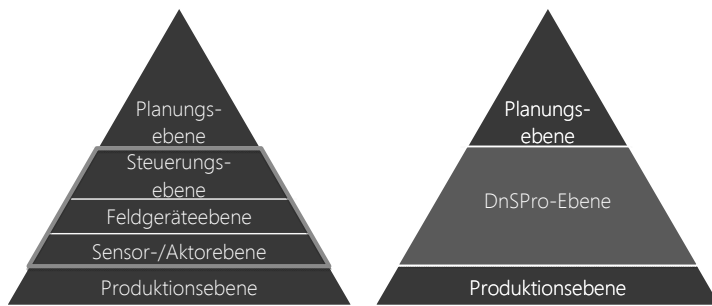 Planungs-
ebene
Steuerungs-
ebene
Feldgeräteebene
Sensor-/Aktorebene
Produktionsebene
Planungs-
ebene
DnSPro-Ebene
Produktionsebene